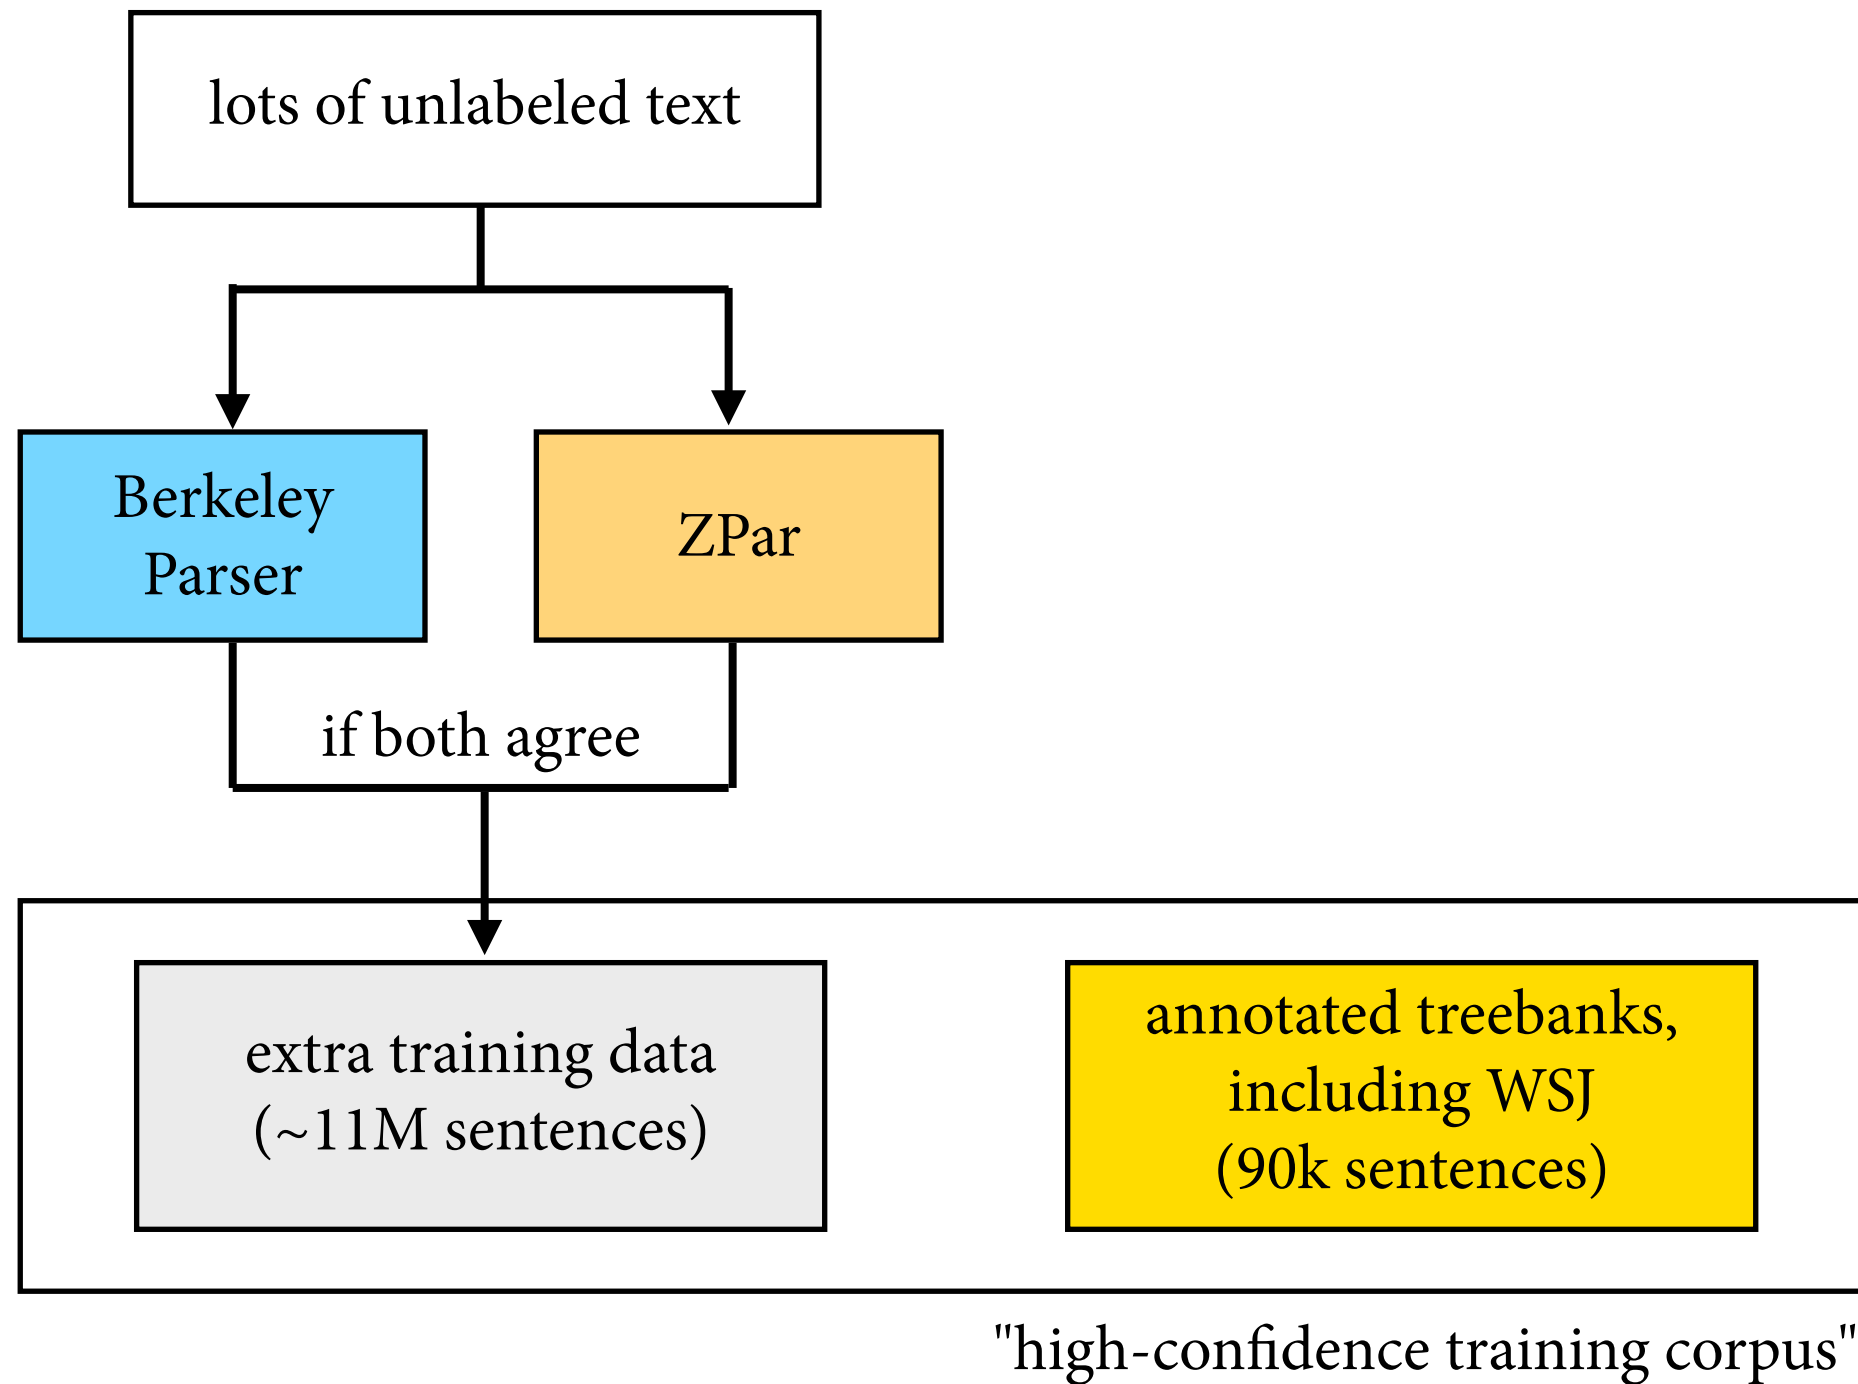 lots of unlabeled text
Berkeley
Parser
ZPar
if both agree
extra training data
(~11M sentences)
annotated treebanks,
including WSJ
(90k sentences)
"high-confidence training corpus"